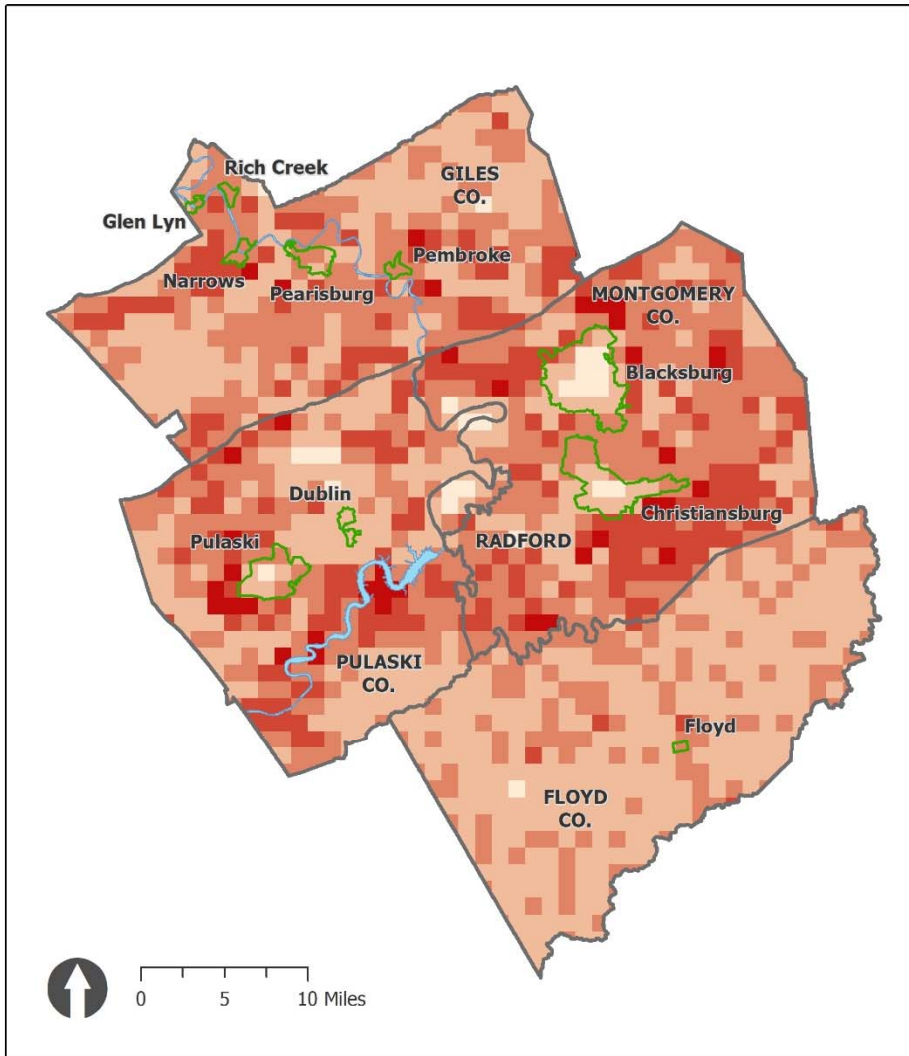 Rich Creek
GILES
CO.
Glen Lyn
Pembroke
Narrows
Pearisburg
MONTGOMERY
CO.
Blacksburg
Dublin
Christiansburg
Pulaski
RADFORD
PULASKI
CO.
Floyd
FLOYD
CO.
0 5 10 Miles